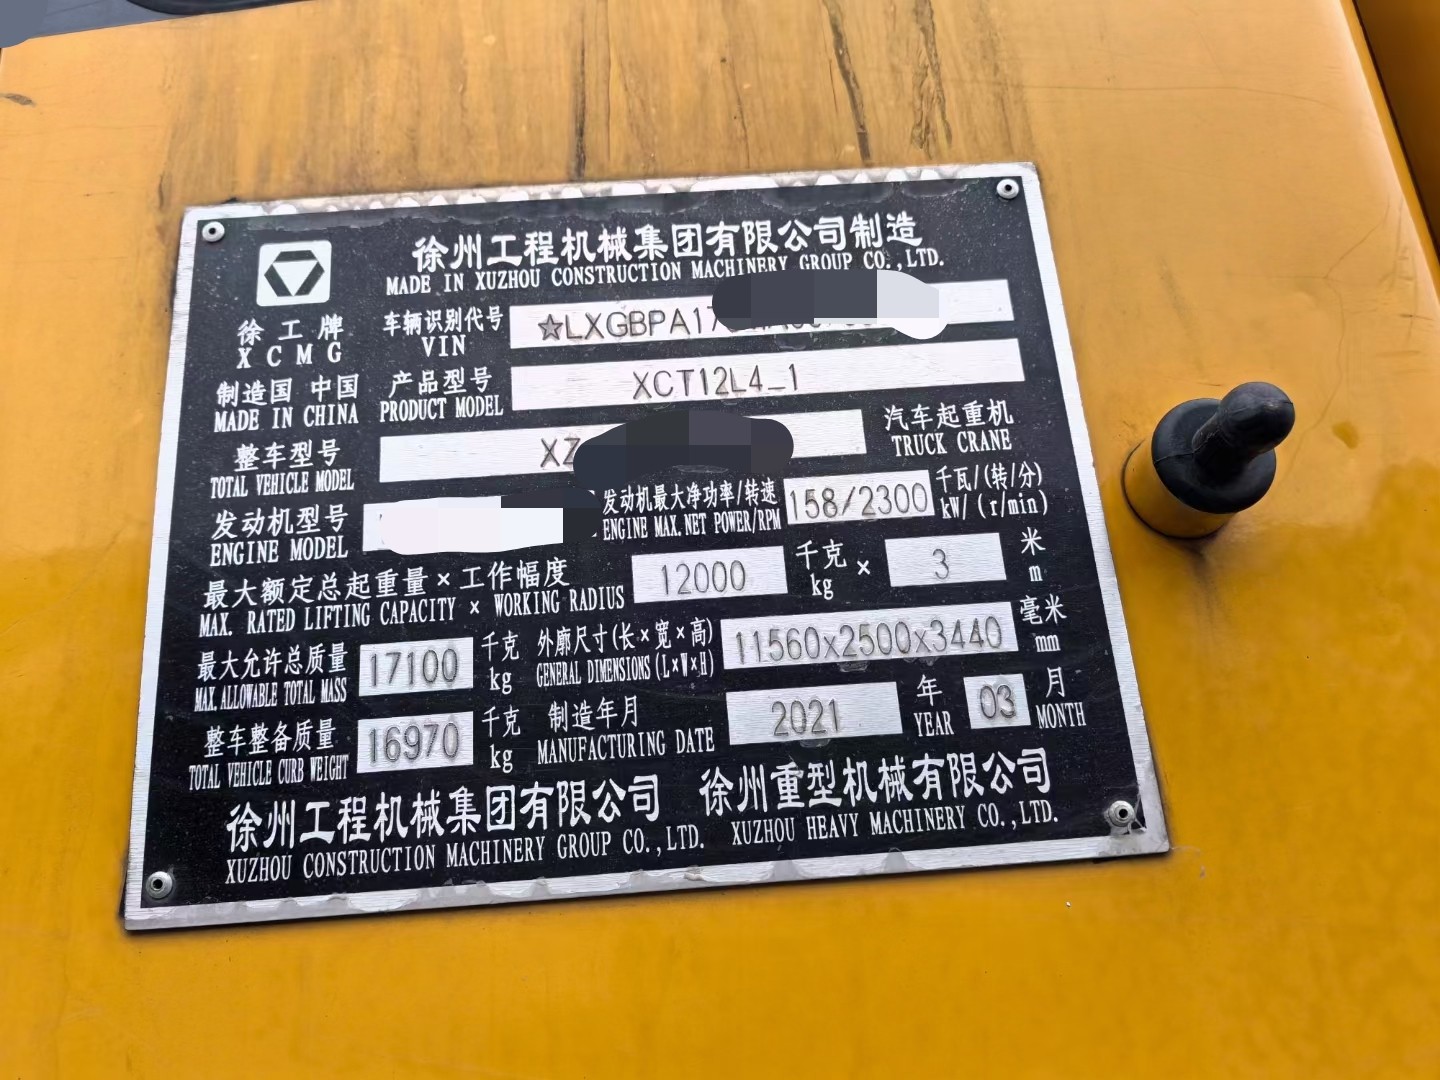 徐州工程机械集团有限公司制造
MADE IN XUZHOU CONSTRUCTION MACHINERY GROUP CO.,LTD.
徐工牌
XCMG
车辆识别代号
VIN
☆LXGBPA17
制造国 中国
MADE IN CHINA
产品型号
PRODUCT MODEL
XCT12L4_1
整车型号
TOTAL VEHICLE MODEL
XZ
汽车起重机
TRUCK CRANE
发动机型号
ENGINE MODEL
发动机最大净功率/转速
ENGINE MAX.NET POWER/RPM
158/2300
千瓦/(转/分)
kW/(r/min)
最大额定总起重量×工作幅度
MAX. RATED LIFTING CAPACITY × WORKING RADIUS
12000
千克
kg
×
3
米
m
最大允许总质量
MAX.ALLOWABLE TOTAL MASS
17100
千克
kg
外廓尺寸(长×宽×高)
GENERAL DIMENSIONS(L×W×H)
11560x2500x3440
毫米
mm
整车整备质量
TOTAL VEHICLE CURB WEIGHT
16970
千克
kg
制造年月
MANUFACTURING DATE
2021
年
YEAR
03
月
MONTH
徐州工程机械集团有限公司 徐州重型机械有限公司
XUZHOU CONSTRUCTION MACHINERY GROUP CO.,LTD. XUZHOU HEAVY MACHINERY CO.,LTD.